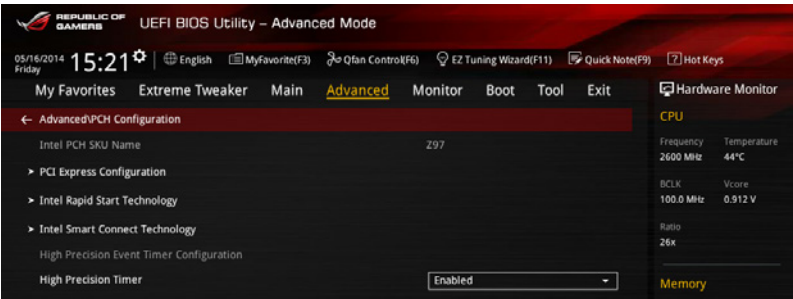 REPUBLIC OF
GAMERS
UEFI BIOS Utility – Advanced Mode
05/16/2014
Friday
15:21
English
MyFavorite(F3)
Qfan Control(F6)
EZ Tuning Wizard(F11)
Quick Note(F9)
? Hot Keys
My Favorites Extreme Tweaker Main Advanced Monitor Boot Tool Exit
Hardware Monitor
← Advanced\PCH Configuration
Intel PCH SKU Name Z97
> PCI Express Configuration
> Intel Rapid Start Technology
> Intel Smart Connect Technology
High Precision Event Timer Configuration
High Precision Timer Enabled
CPU
Frequency Temperature
2600 MHz 44°C
BCLK Vcore
100.0 MHz 0.912 V
Ratio
26x
Memory